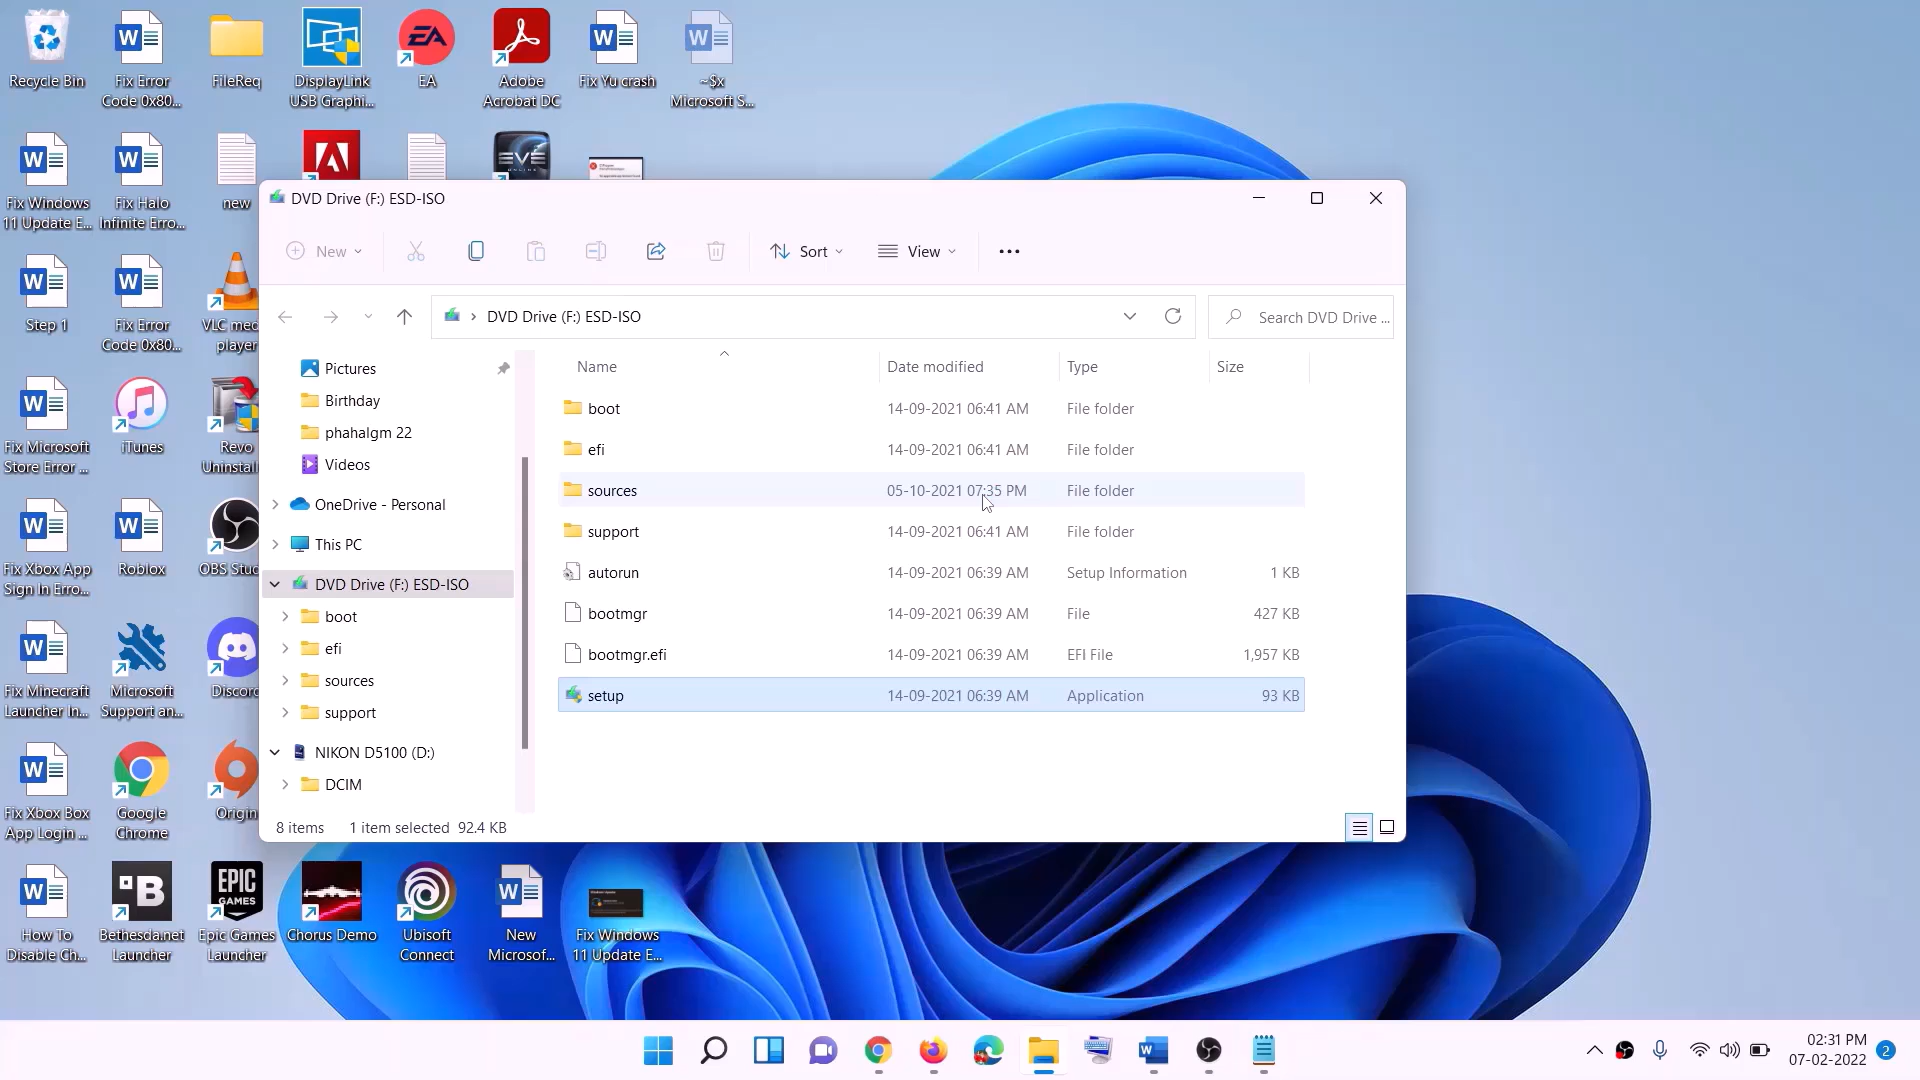 Recycle Bin
Fix Error
Code 0x80...
FileReq
DisplayLink
USB Graphi...
EA
Adobe
Acrobat DC
Fix Yu crash
~$x
Microsoft S...
Fix Windows
11 Update E...
Fix Halo
Infinite Erro...
new
EVE
ONLINE
Step 1
Fix Error
Code 0x80...
VLC med
player
Fix Microsoft
Store Error ...
iTunes
Revo
Uninstall
Fix Xbox App
Sign In Erro...
Roblox
OBS Stud
Fix Minecraft
Launcher In...
Microsoft
Support an...
Discord
Fix Xbox Box
App Login ...
Google
Chrome
Origin
How To
Disable Ch...
Bethesda.net
Launcher
EPIC
GAMES
Epic Games
Launcher
Chorus Demo
Ubisoft
Connect
New
Microsof...
Fix Windows
11 Update E...
DVD Drive (F:) ESD-ISO
New
Sort
View
DVD Drive (F:) ESD-ISO
Search DVD Drive ...
Pictures
Birthday
phahalgm 22
Videos
OneDrive - Personal
This PC
DVD Drive (F:) ESD-ISO
boot
efi
sources
support
NIKON D5100 (D:)
DCIM
Name Date modified Type Size
boot 14-09-2021 06:41 AM File folder
efi 14-09-2021 06:41 AM File folder
sources 05-10-2021 07:35 PM File folder
support 14-09-2021 06:41 AM File folder
autorun 14-09-2021 06:39 AM Setup Information 1 KB
bootmgr 14-09-2021 06:39 AM File 427 KB
bootmgr.efi 14-09-2021 06:39 AM EFI File 1,957 KB
setup 14-09-2021 06:39 AM Application 93 KB
8 items 1 item selected 92.4 KB
02:31 PM
07-02-2022
2